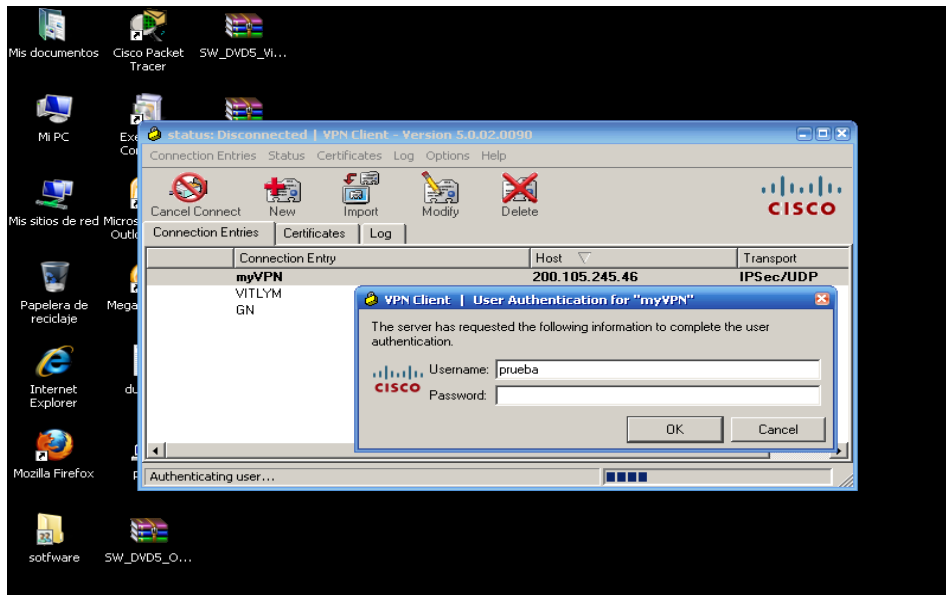 Mis documentos
Cisco Packet
Tracer
SW_DVD5_Vi...
Mi PC
Mis sitios de red
Papelera de
reciclaje
Internet
Explorer
Mozilla Firefox
sotfware
SW_DVD5_O...
status: Disconnected | VPN Client - Version 5.0.02.0090
Connection Entries Status Certificates Log Options Help
Cancel Connect New Import Modify Delete
CISCO
Connection Entries Certificates Log
Connection Entry Host Transport
myVPN 200.105.245.46 IPSec/UDP
VITLYM
GN
VPN Client | User Authentication for "myVPN"
The server has requested the following information to complete the user
authentication.
CISCO
Username: prueba
Password:
OK Cancel
Authenticating user...